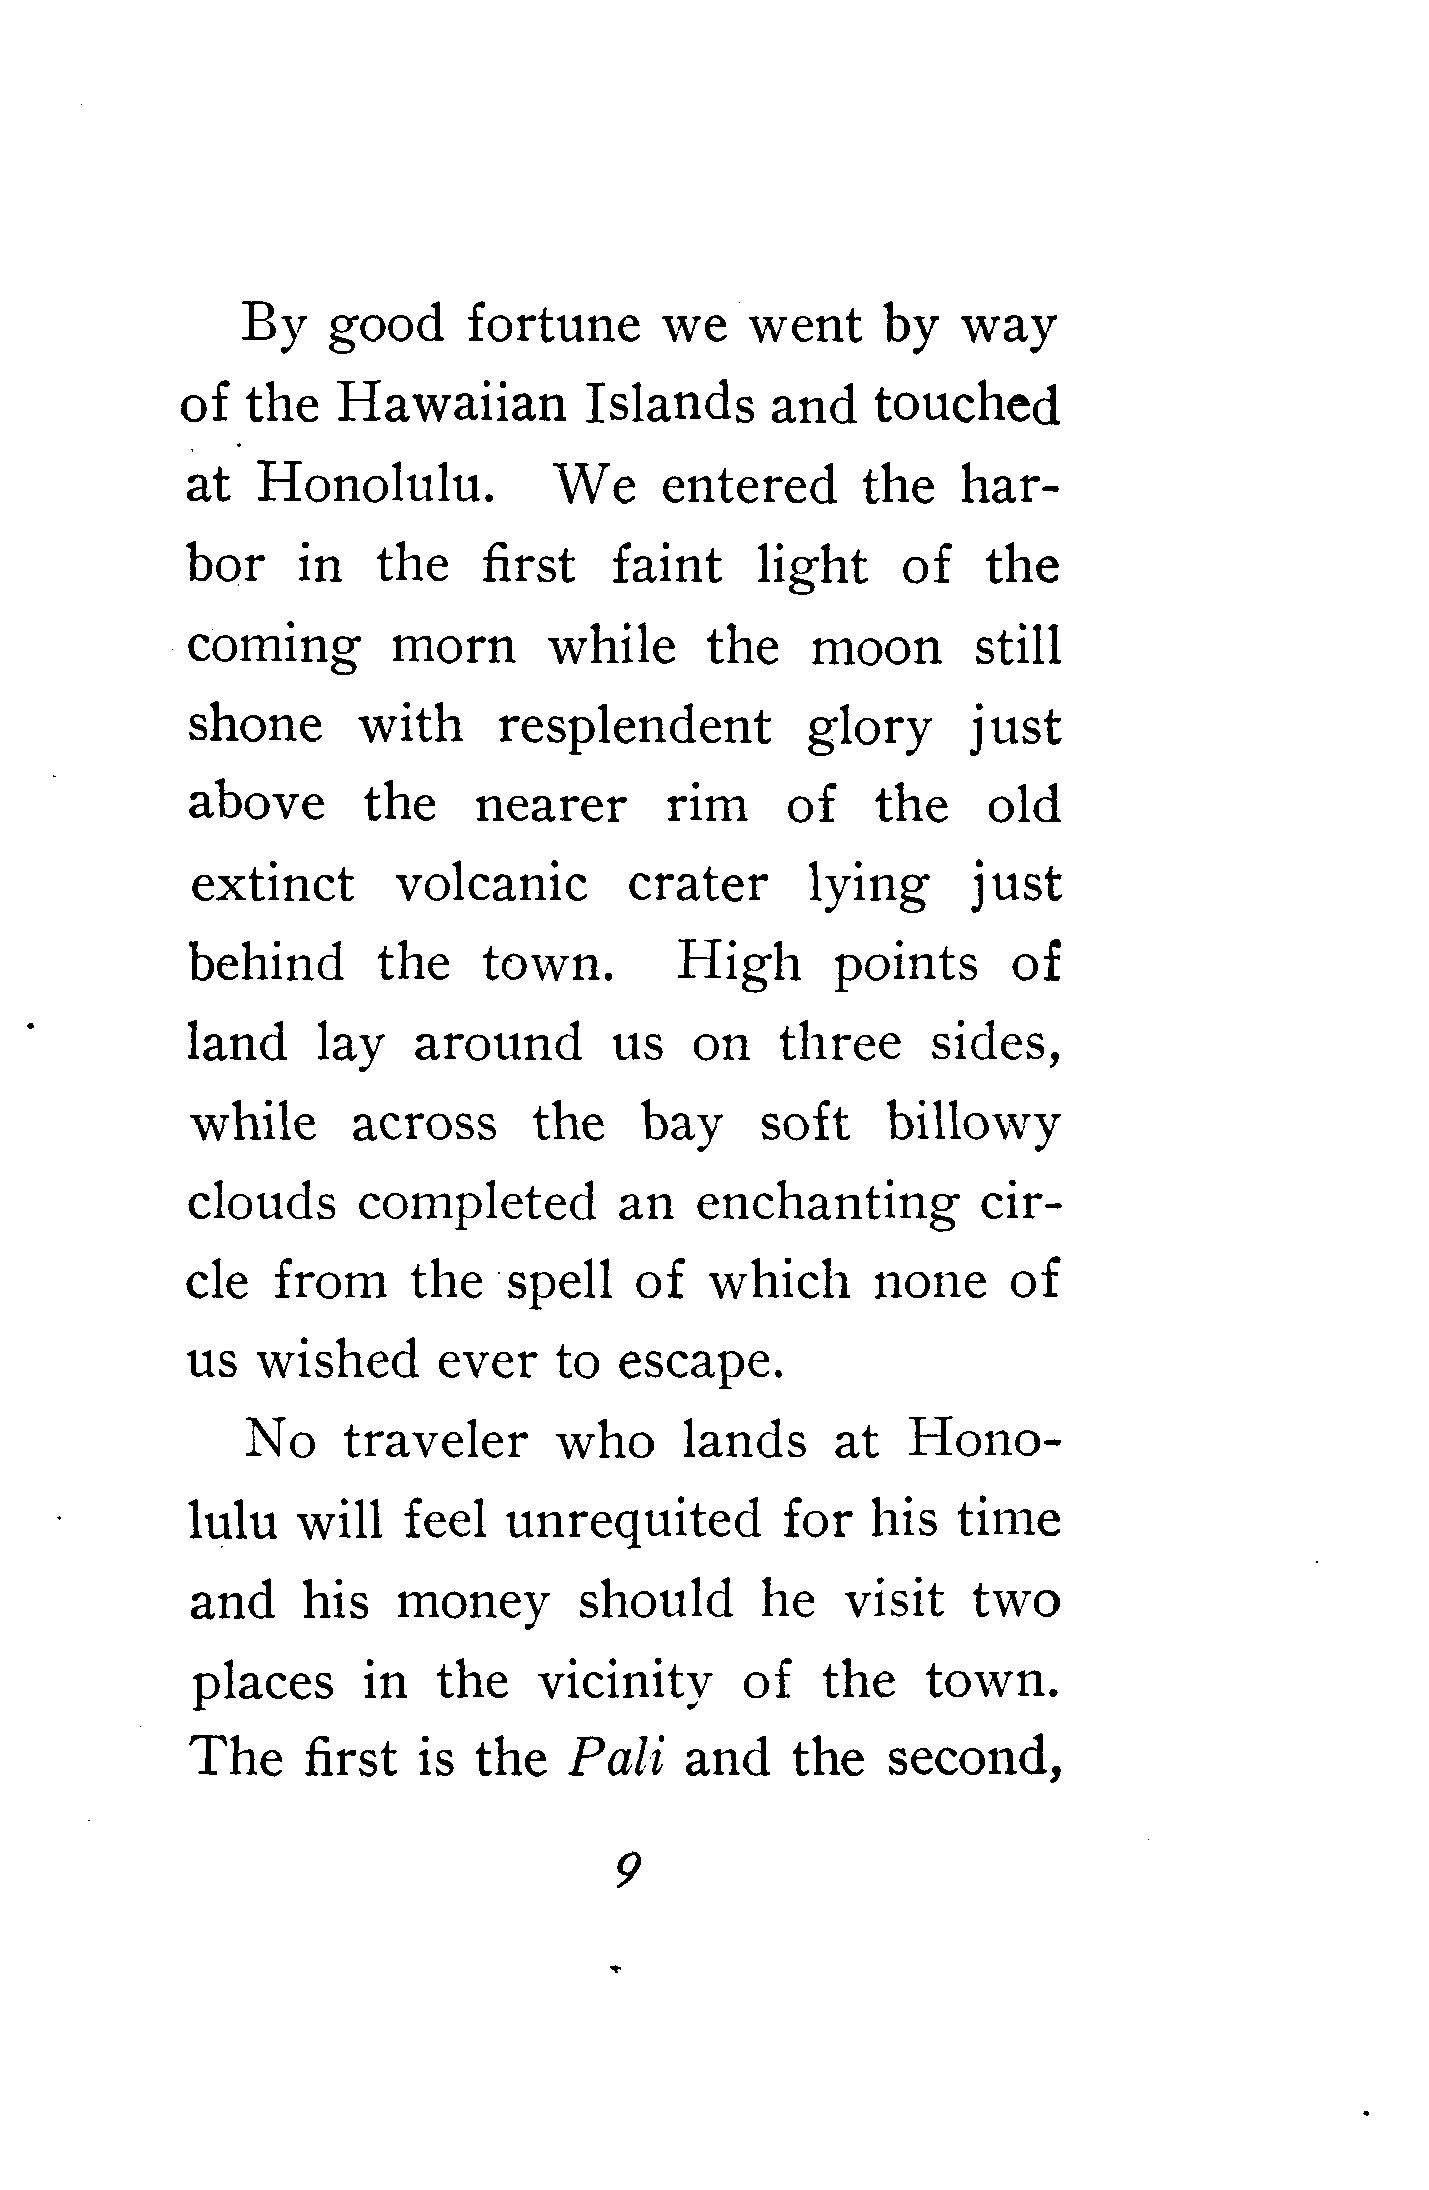 By good fortune we went by way
of the Hawaiian Islands and touched
at Honolulu. We entered the har-
bor in the first faint light of the
coming morn while the moon still
shone with resplendent glory just
above the nearer rim of the old
extinct volcanic crater lying just
behind the town. High points of
land lay around us on three sides,
while across the bay soft billowy
clouds completed an enchanting cir-
cle from the spell of which none of
us wished ever to escape.
No traveler who lands at Hono-
lulu will feel unrequited for his time
and his money should he visit two
places in the vicinity of the town.
The first is the Pali and the second,
9